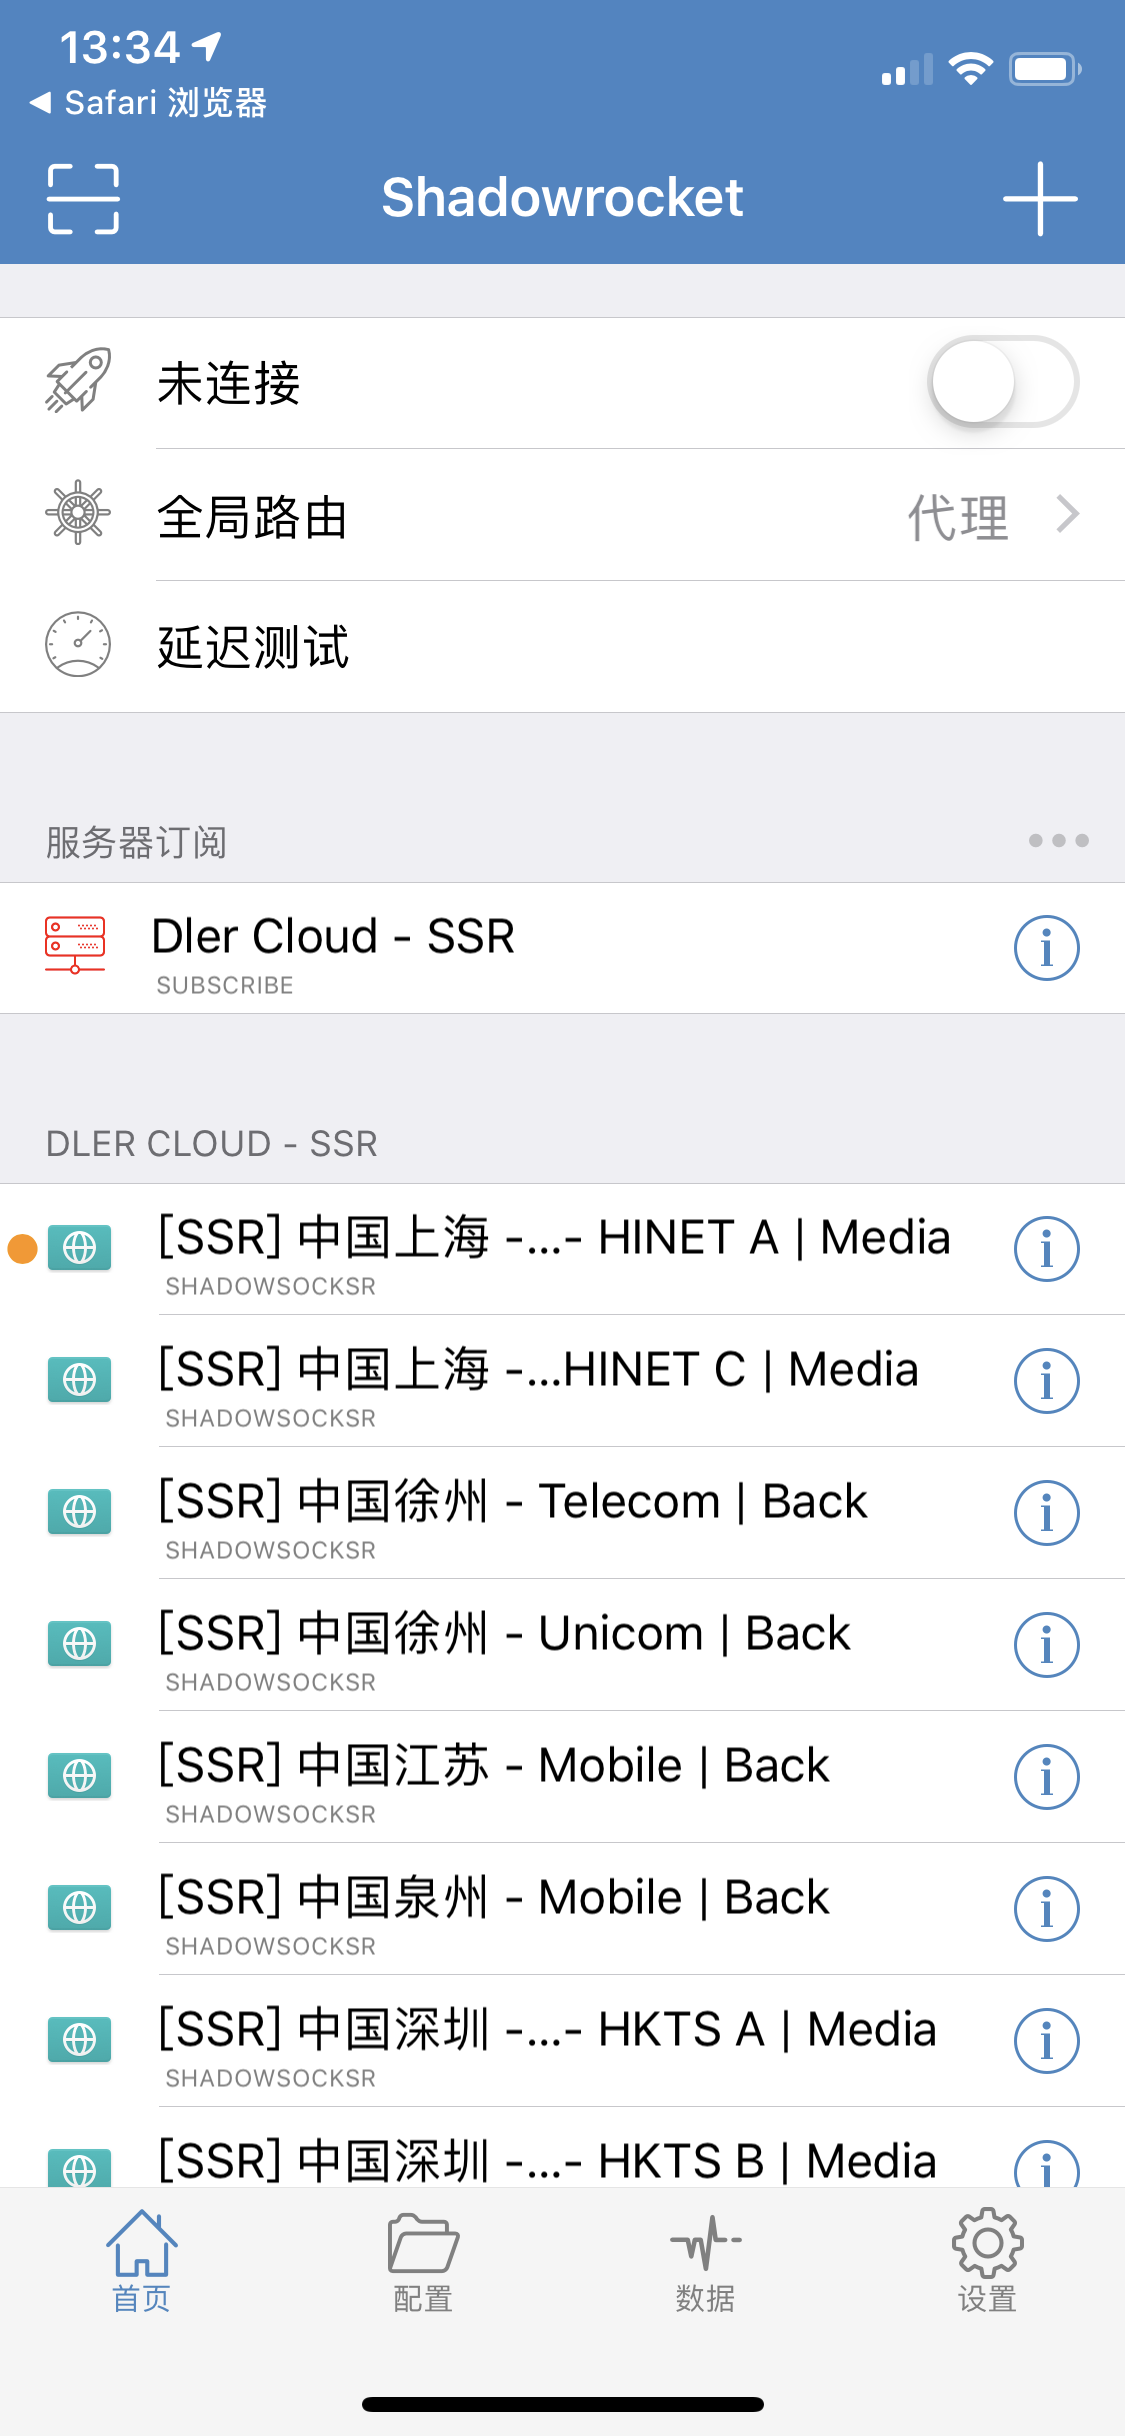 13:34
Safari 浏览器
Shadowrocket
未连接
全局路由 代理
延迟测试
服务器订阅
Dler Cloud - SSR
SUBSCRIBE
DLER CLOUD - SSR
[SSR] 中国上海 -...- HINET A | Media
SHADOWSOCKSR
[SSR] 中国上海 -...HINET C | Media
SHADOWSOCKSR
[SSR] 中国徐州 - Telecom | Back
SHADOWSOCKSR
[SSR] 中国徐州 - Unicom | Back
SHADOWSOCKSR
[SSR] 中国江苏 - Mobile | Back
SHADOWSOCKSR
[SSR] 中国泉州 - Mobile | Back
SHADOWSOCKSR
[SSR] 中国深圳 -...- HKTS A | Media
SHADOWSOCKSR
[SSR] 中国深圳 -...- HKTS B | Media
首页 配置 数据 设置